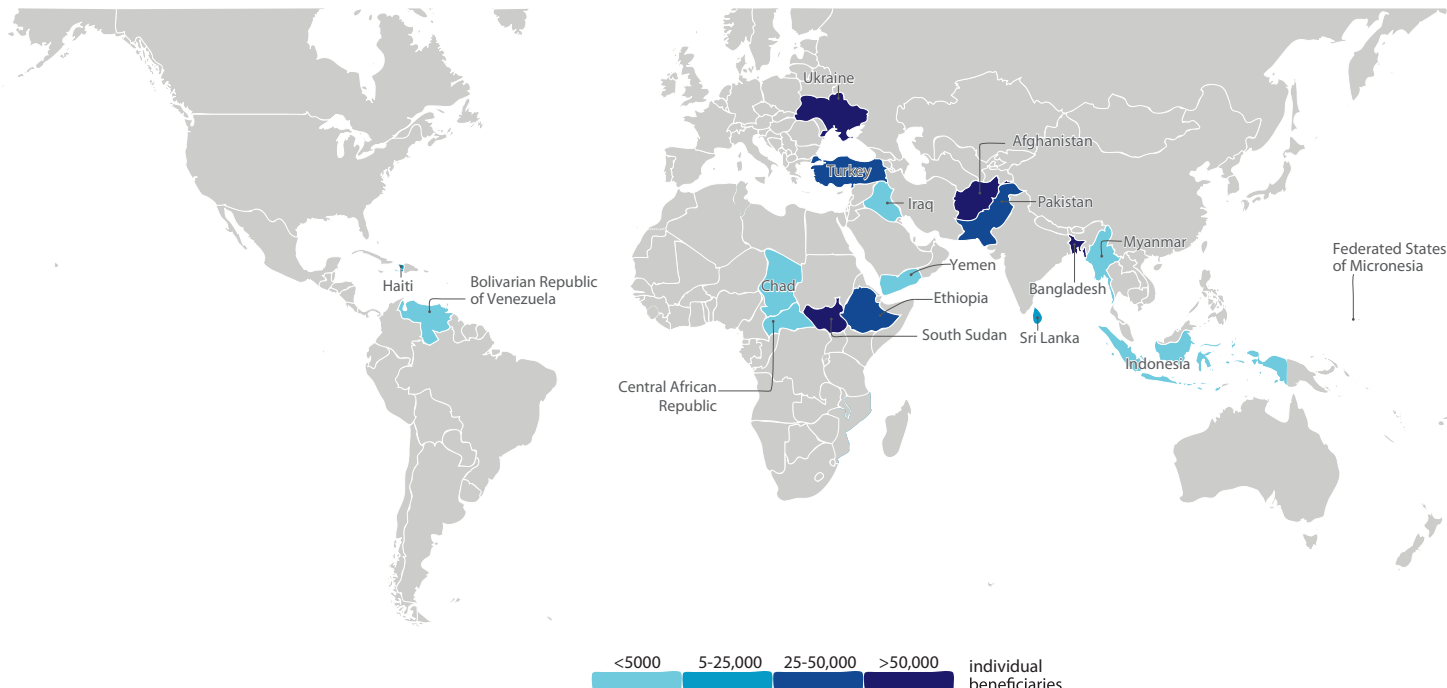 Ukraine
Afghanistan
Turkey
Pakistan
Iraq
Myanmar
Federated States
of Micronesia
Yemen
Bolivarian Republic
of Venezuela
Haiti
Chad
Bangladesh
Ethiopia
South Sudan
Sri Lanka
Indonesia
Central African
Republic
<5000 5-25,000 25-50,000 >50,000
individual
beneficiaries